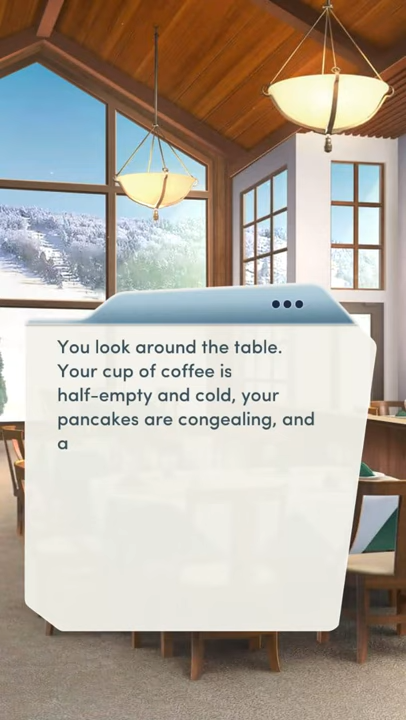 You look around the table.
Your cup of coffee is
half-empty and cold, your
pancakes are congealing, and
a